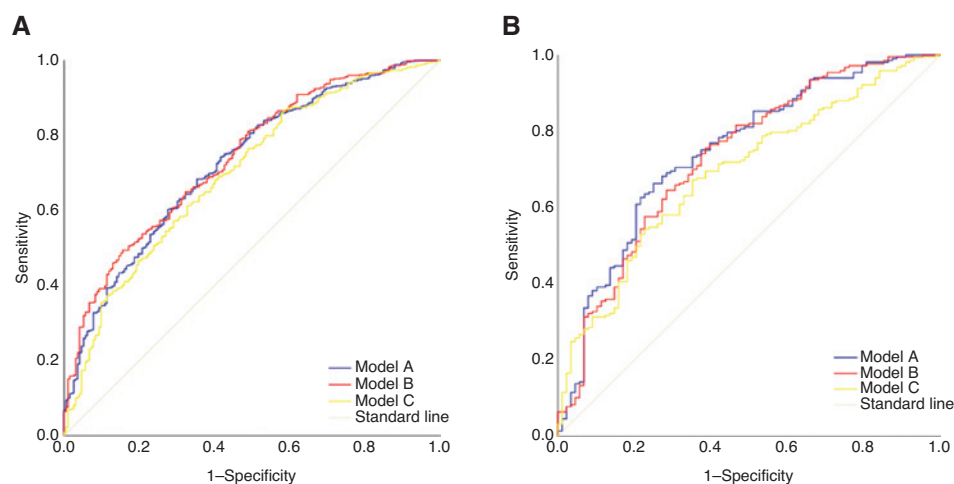 A
1.0
0.8
0.6
0.4
0.2
0.0
Sensitivity
0.0 0.2 0.4 0.6 0.8 1.0
1–Specificity
Model A
Model B
Model C
Standard line
B
1.0
0.8
0.6
0.4
0.2
0.0
Sensitivity
0.0 0.2 0.4 0.6 0.8 1.0
1–Specificity
Model A
Model B
Model C
Standard line